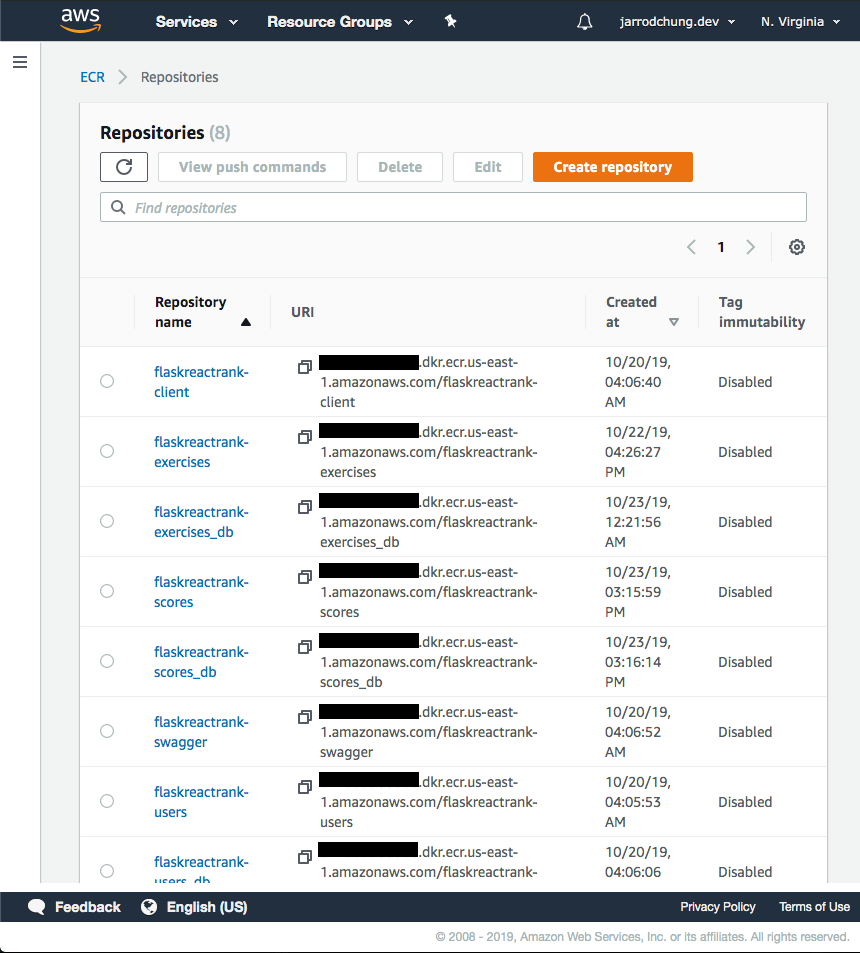 aws
Services
Resource Groups
jarrodchung.dev
N. Virginia
ECR
Repositories
Repositories (8)
View push commands
Delete
Edit
Create repository
Find repositories
1
Repository
name
URI
Created
at
Tag
immutability
flaskreactrank-
client
.dkr.ecr.us-east-
1.amazonaws.com/flaskreactrank-
client
10/20/19,
04:06:40
AM
Disabled
flaskreactrank-
exercises
.dkr.ecr.us-east-
1.amazonaws.com/flaskreactrank-
exercises
10/22/19,
04:26:27
PM
Disabled
flaskreactrank-
exercises_db
.dkr.ecr.us-east-
1.amazonaws.com/flaskreactrank-
exercises_db
10/23/19,
12:21:56
AM
Disabled
flaskreactrank-
scores
.dkr.ecr.us-east-
1.amazonaws.com/flaskreactrank-
scores
10/23/19,
03:15:59
PM
Disabled
flaskreactrank-
scores_db
.dkr.ecr.us-east-
1.amazonaws.com/flaskreactrank-
scores_db
10/23/19,
03:16:14
PM
Disabled
flaskreactrank-
swagger
.dkr.ecr.us-east-
1.amazonaws.com/flaskreactrank-
swagger
10/20/19,
04:06:52
AM
Disabled
flaskreactrank-
users
.dkr.ecr.us-east-
1.amazonaws.com/flaskreactrank-
users
10/20/19,
04:05:53
AM
Disabled
flaskreactrank-
users_db
.dkr.ecr.us-east-
1.amazonaws.com/flaskreactrank-
10/20/19,
04:06:06
Disabled
Feedback
English (US)
Privacy Policy
Terms of Use
© 2008 - 2019, Amazon Web Services, Inc. or its affiliates. All rights reserved.